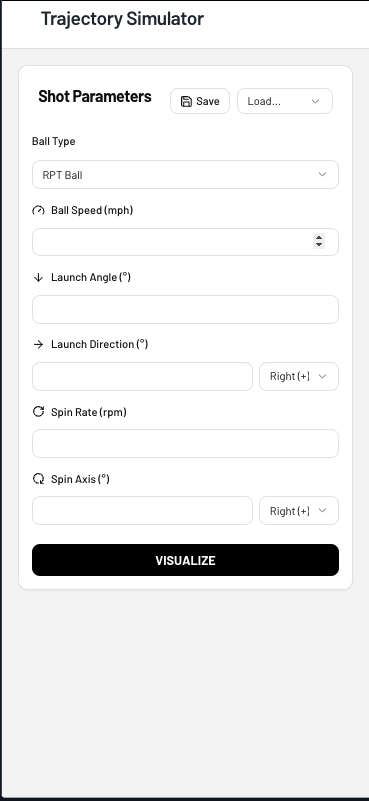 Trajectory Simulator
Shot Parameters
Save
Load...
Ball Type
RPT Ball
Ball Speed (mph)
Launch Angle (°)
Launch Direction (°)
Right (+)
Spin Rate (rpm)
Spin Axis (°)
Right (+)
VISUALIZE